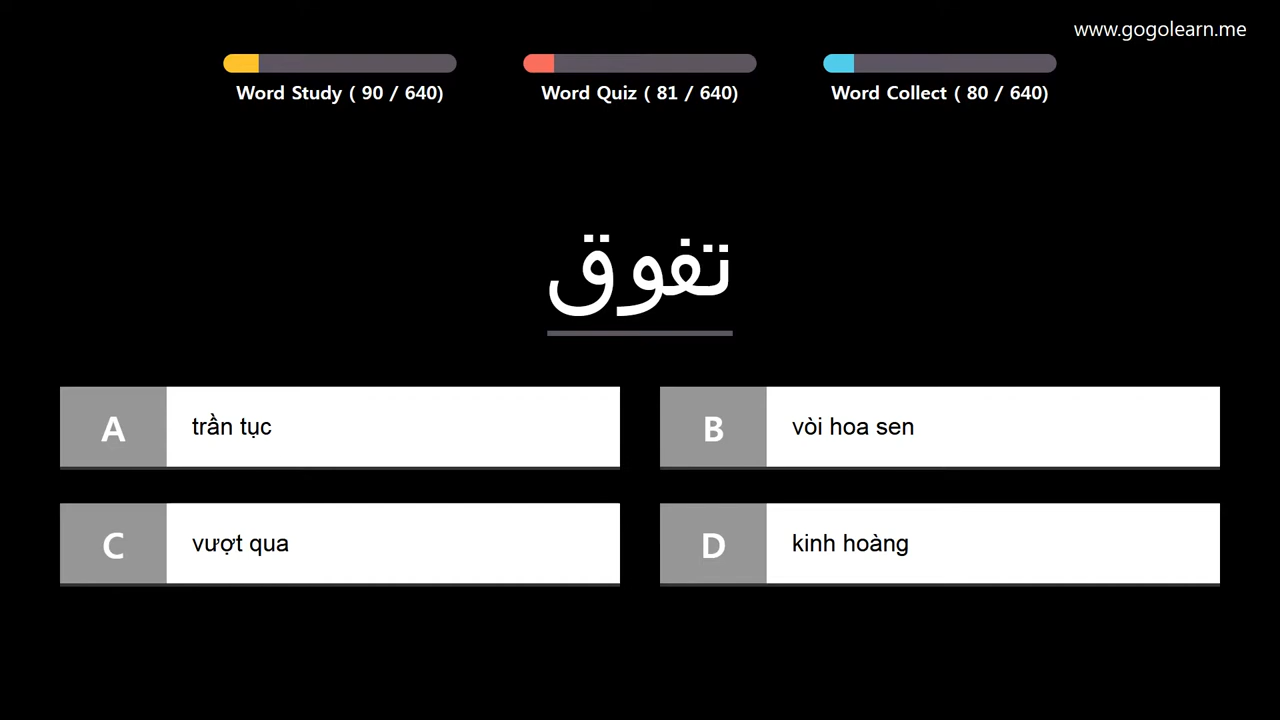 www.gogolearn.me
Word Study ( 90 / 640)
Word Quiz ( 81 / 640)
Word Collect ( 80 / 640)
تفوق
A
trần tục
B
vòi hoa sen
C
vượt qua
D
kinh hoàng